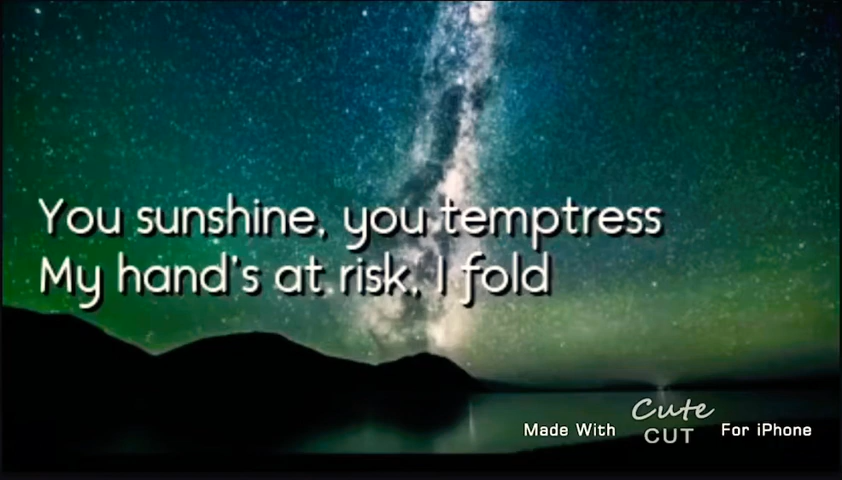 You sunshine, you temptress
My hand's at risk, I fold
Made With Cute CUT For iPhone